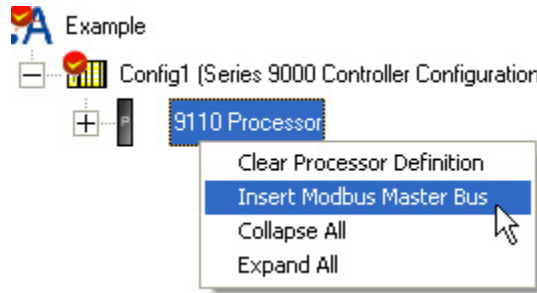 Example
Config1 (Series 9000 Controller Configuration
P
9110 Processor
Clear Processor Definition
Insert Modbus Master Bus
Collapse All
Expand All